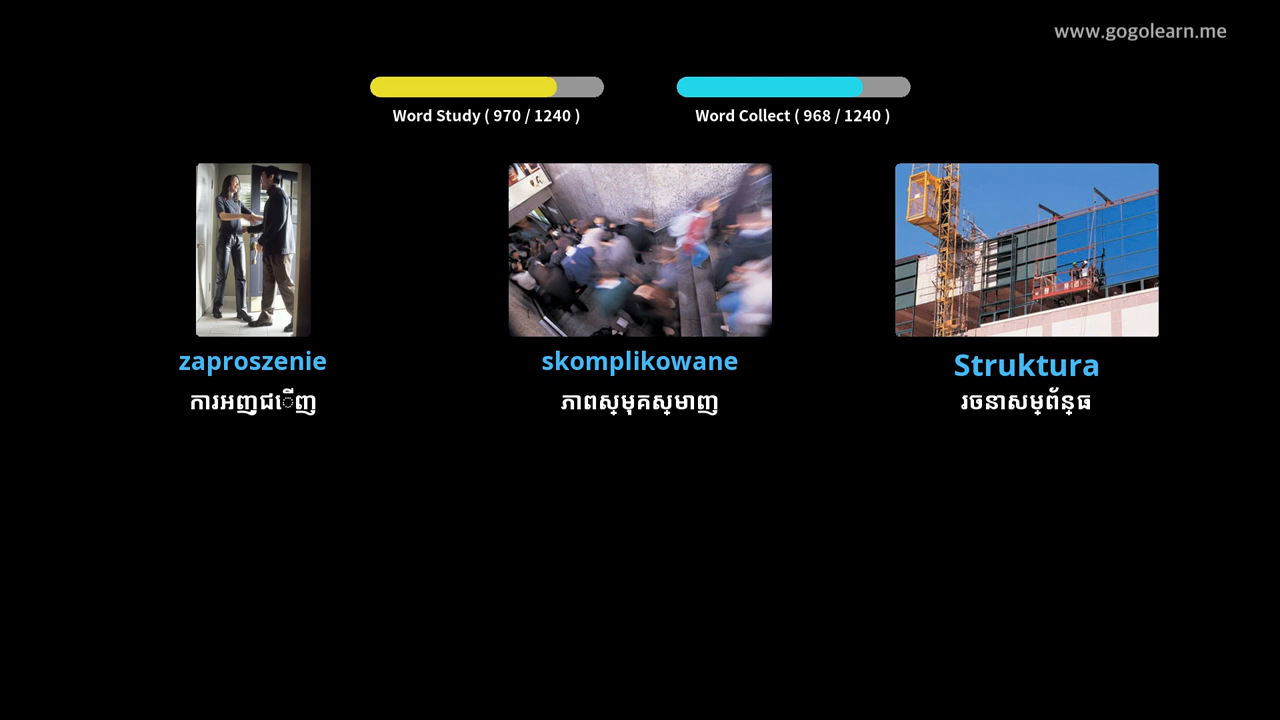 www.gogolearn.me
Word Study ( 970 / 1240 )
Word Collect ( 968 / 1240 )
zaproszenie
skomplikowane
Struktura
ការអញ្ជើញ
ភាពស្មុគស្មាញ
រចនាសម្ព័ន្ធ